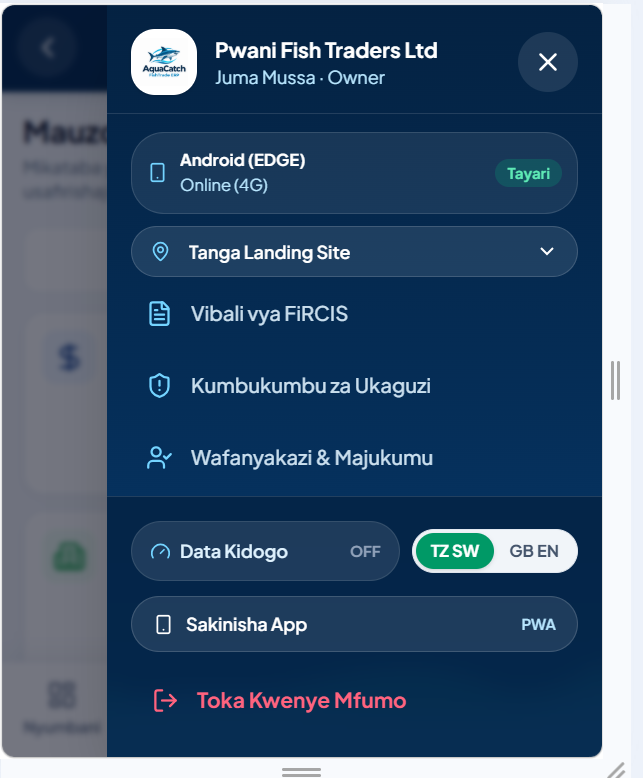 AquaCatch
Pwani Fish Traders Ltd
Juma Mussa · Owner
Android (EDGE)
Online (4G)
Tayari
Tanga Landing Site
Vibali vya FiRCIS
Kumbukumbu za Ukaguzi
Wafanyakazi & Majukumu
Data Kidogo OFF
TZ SW GB EN
Sakinisha App PWA
Toka Kwenye Mfumo